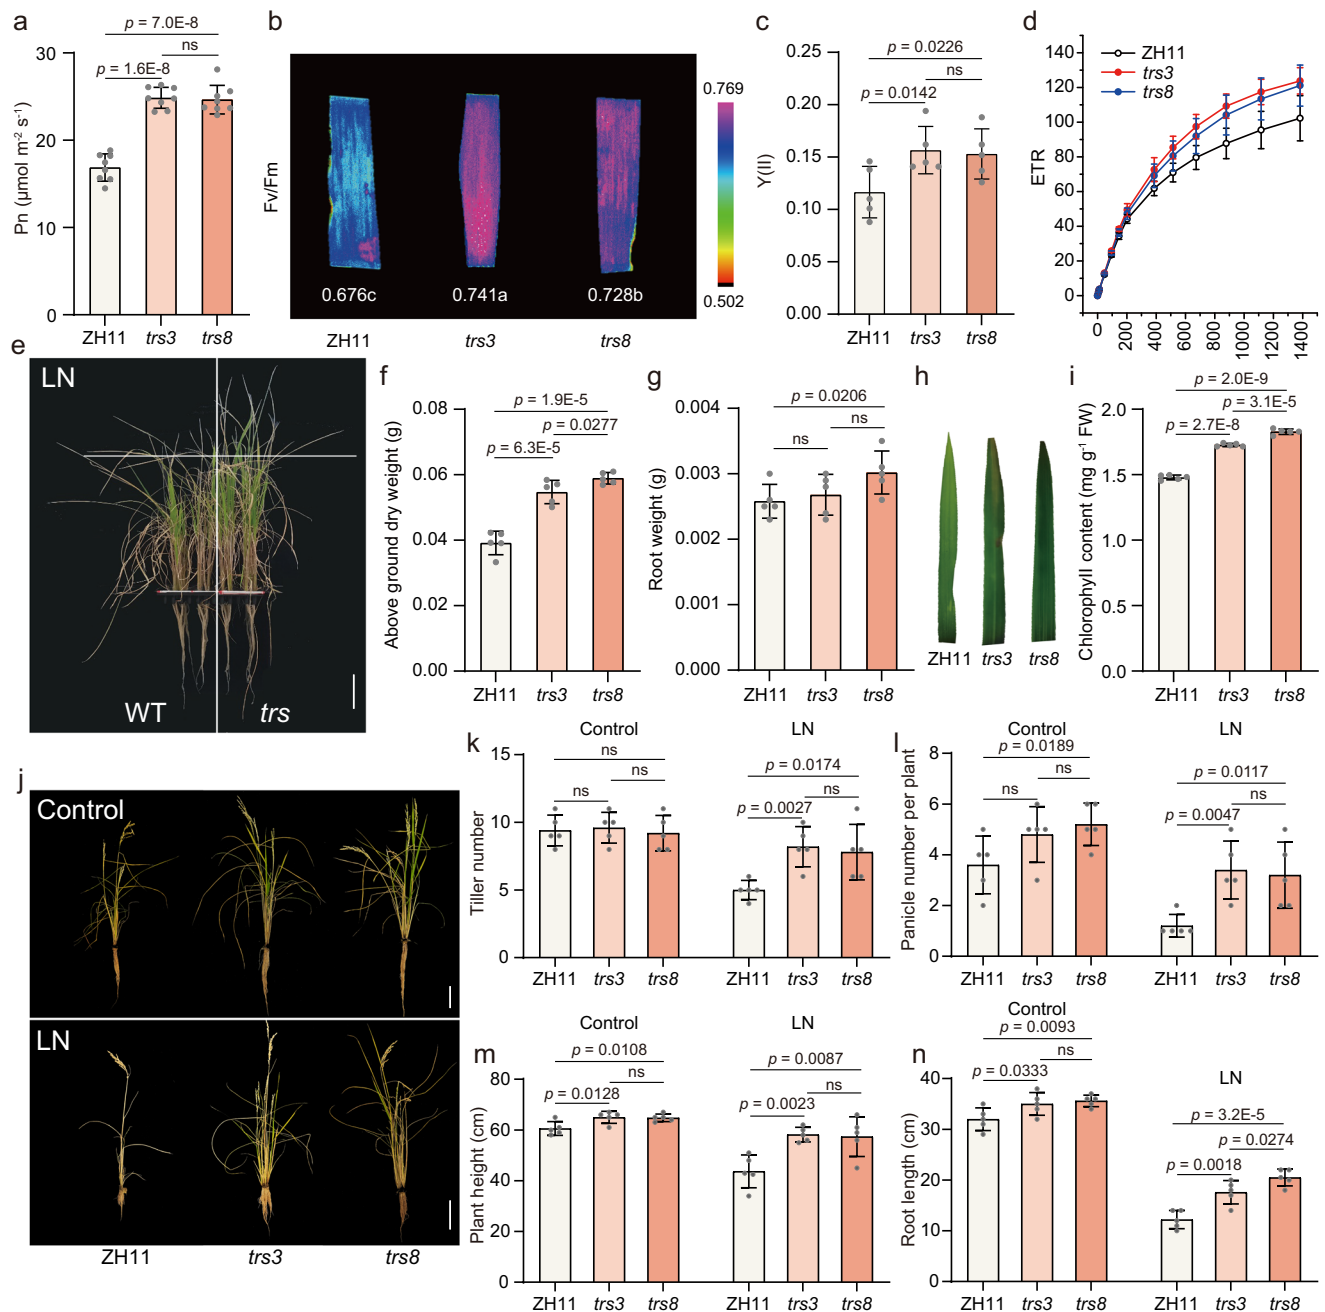 a
p = 7.0E-8
ns
p = 1.6E-8
30
20
10
0
Pn (μmol m⁻² s⁻¹)
ZH11 trs3 trs8
b
Fv/Fm
0.676c 0.741a 0.728b
0.769
0.502
ZH11 trs3 trs8
c
p = 0.0226
ns
p = 0.0142
0.25
0.20
0.15
0.10
0.05
0.00
Y(II)
ZH11 trs3 trs8
d
ZH11
trs3
trs8
140
120
100
80
60
40
20
0
ETR
0 200 400 600 800 1000 1200 1400
e
LN
WT trs
f
p = 1.9E-5
p = 0.0277
p = 6.3E-5
0.08
0.06
0.04
0.02
0.00
Above ground dry weight (g)
ZH11 trs3 trs8
g
p = 0.0206
ns
ns
0.004
0.003
0.002
0.001
0.000
Root weight (g)
ZH11 trs3 trs8
h
ZH11 trs3 trs8
i
p = 2.0E-9
p = 3.1E-5
p = 2.7E-8
2.0
1.5
1.0
0.5
0.0
Chlorophyll content (mg g⁻¹ FW)
ZH11 trs3 trs8
j
Control
LN
ZH11 trs3 trs8
k
Control LN
ns
ns
ns
p = 0.0174
ns
p = 0.0027
15
10
5
0
Tiller number
ZH11 trs3 trs8 ZH11 trs3 trs8
l
p = 0.0189
ns
ns
LN
p = 0.0117
ns
p = 0.0047
8
6
4
2
0
Panicle number per plant
ZH11 trs3 trs8 ZH11 trs3 trs8
m
Control LN
p = 0.0108
ns
p = 0.0128
p = 0.0087
ns
p = 0.0023
80
60
40
20
0
Plant height (cm)
ZH11 trs3 trs8 ZH11 trs3 trs8
n
Control
p = 0.0093
ns
p = 0.0333
LN
p = 3.2E-5
p = 0.0274
p = 0.0018
40
30
20
10
0
Root length (cm)
ZH11 trs3 trs8 ZH11 trs3 trs8